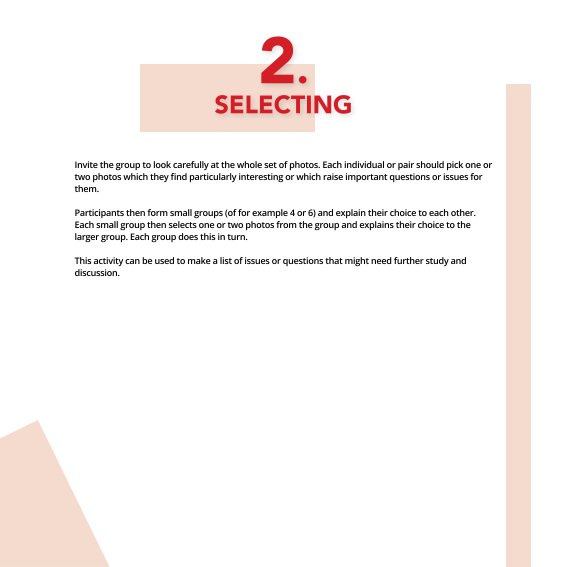 2.
SELECTING
Invite the group to look carefully at the whole set of photos. Each individual or pair should pick one or
two photos which they find particularly interesting or which raise important questions or issues for
them.
Participants then form small groups (of for example 4 or 6) and explain their choice to each other.
Each small group then selects one or two photos from the group and explains their choice to the
larger group. Each group does this in turn.
This activity can be used to make a list of issues or questions that might need further study and
discussion.